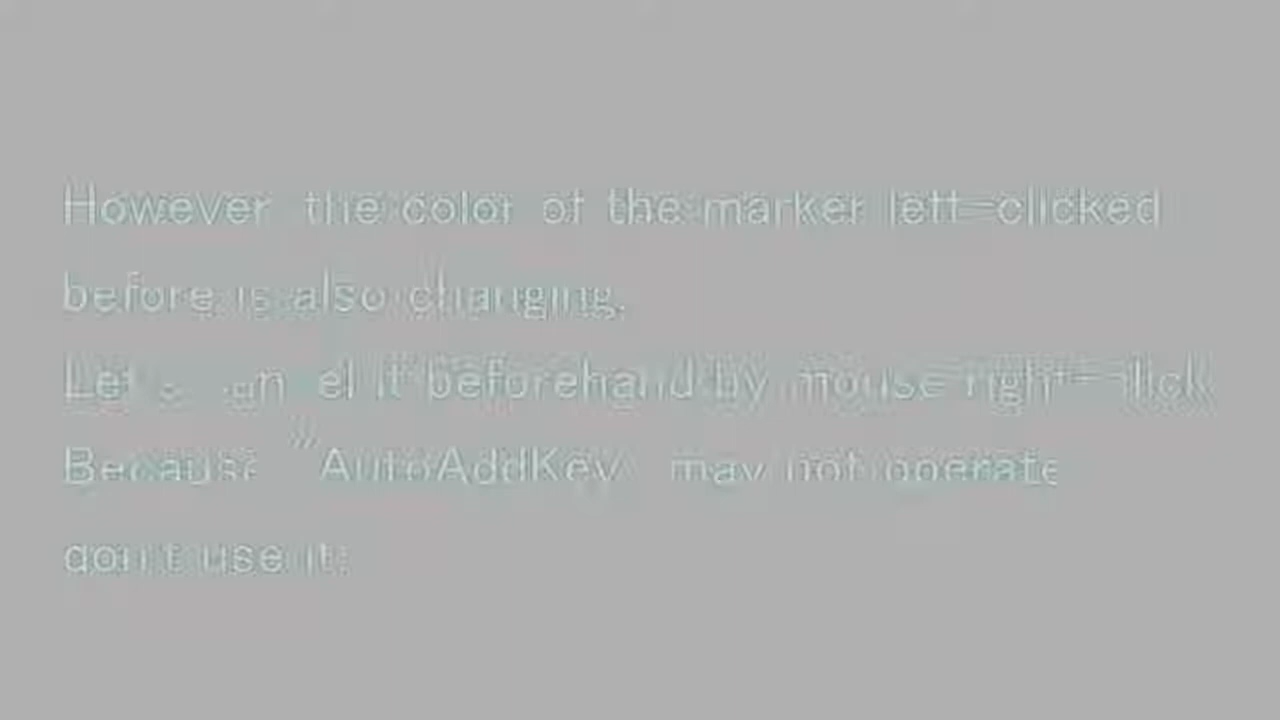 However the color of the marker left-clicked
before is also changing.
Let's cancel it beforehand by mouse right-click
Because "AutoAddKey" may not operate
don't use it.